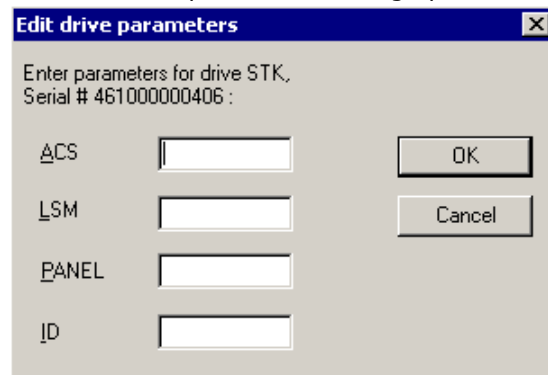 Edit drive parameters
Enter parameters for drive STK,
Serial # 461000000406 :
ACS
OK
LSM
Cancel
PANEL
ID